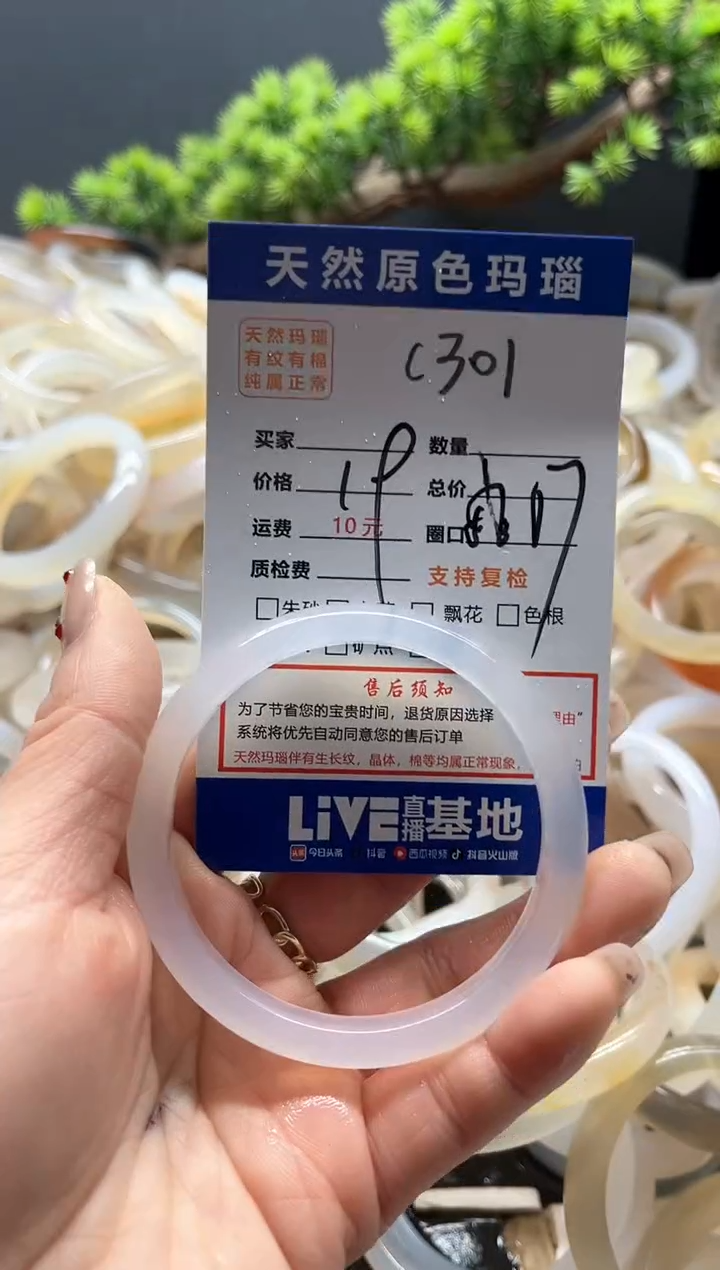 天然原色玛瑙
天然玛瑙
有纹有棉
纯属正常
C301
买家 数量
价格 总价
运费 10元 圈口
质检费 支持复检
飘花 色根
矿点
售后须知
为了节省您的宝贵时间，退货原因选择 理由”
系统将优先自动同意您的售后订单
天然玛瑙伴有生长纹，晶体，棉等均属正常现象，
LiVE直播基地
头条 今日头条 抖音 西瓜视频 抖音火山版